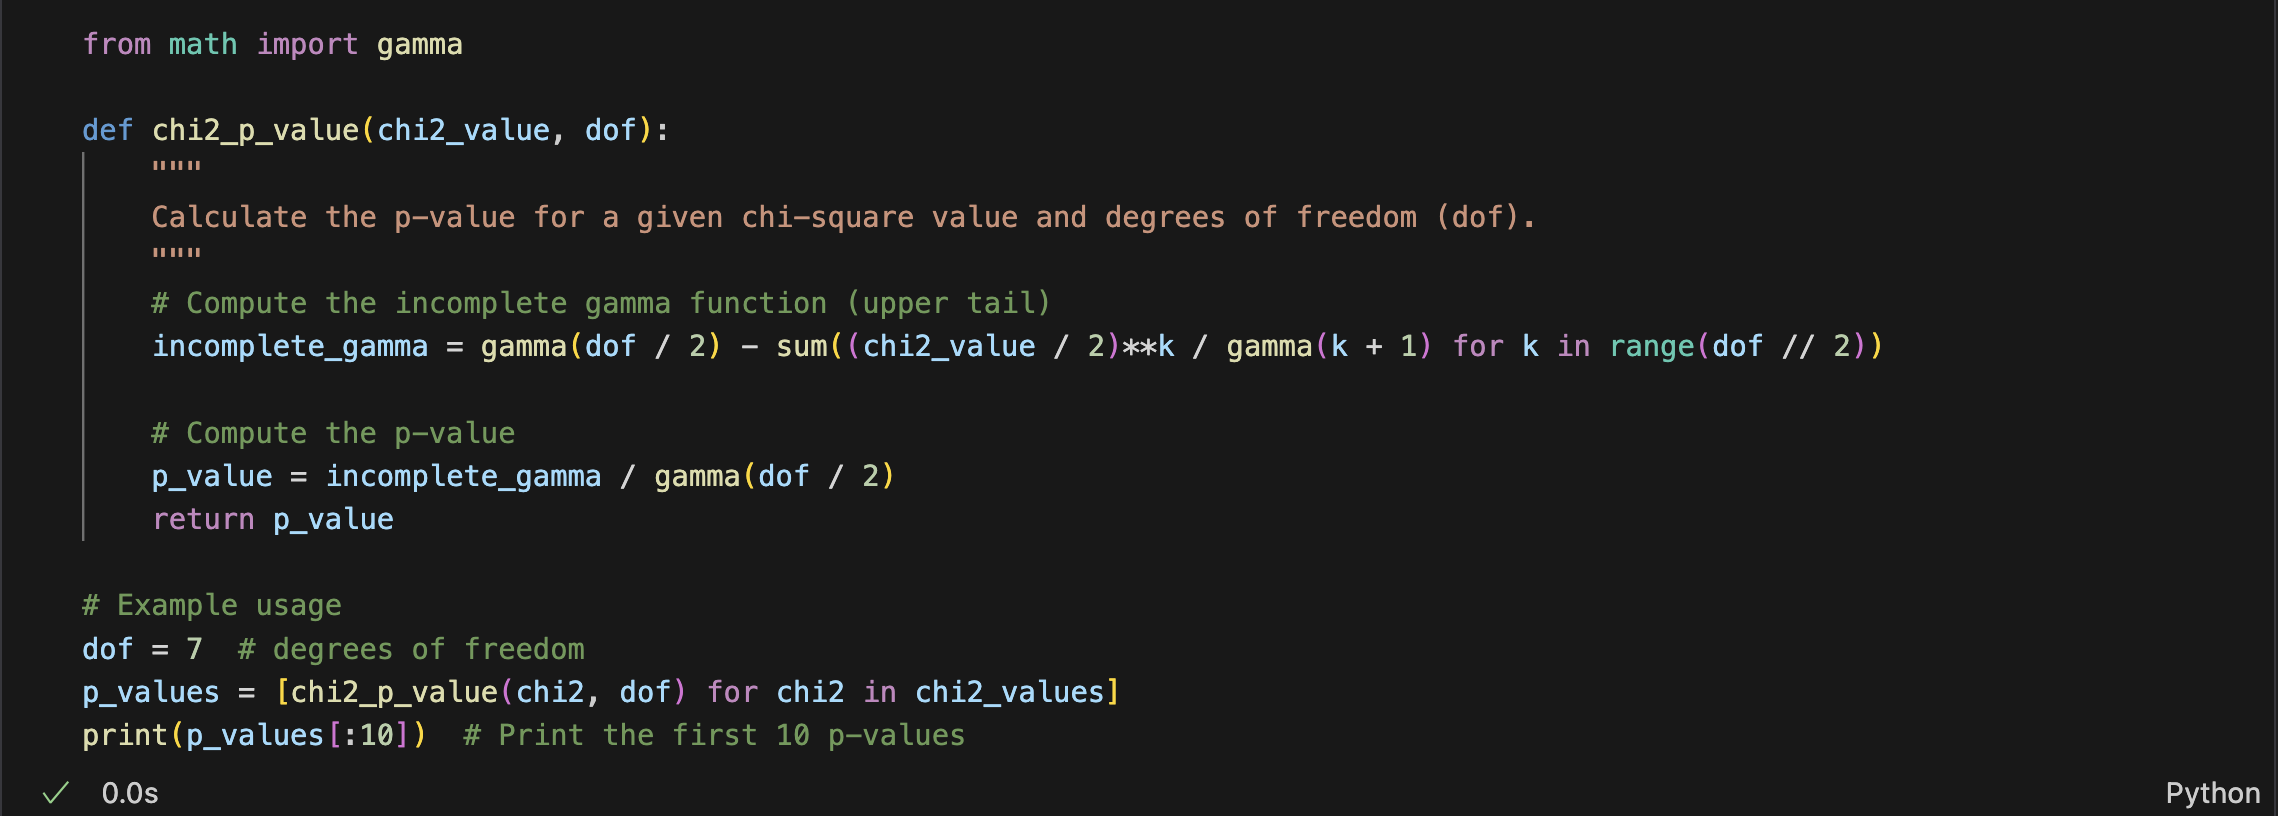 from math import gamma
def chi2_p_value(chi2_value, dof):
"""
Calculate the p-value for a given chi-square value and degrees of freedom (dof).
"""
# Compute the incomplete gamma function (upper tail)
incomplete_gamma = gamma(dof / 2) - sum((chi2_value / 2)**k / gamma(k + 1) for k in range(dof // 2))
# Compute the p-value
p_value = incomplete_gamma / gamma(dof / 2)
return p_value
# Example usage
dof = 7  # degrees of freedom
p_values = [chi2_p_value(chi2, dof) for chi2 in chi2_values]
print(p_values[:10])  # Print the first 10 p-values
0.0s
Python